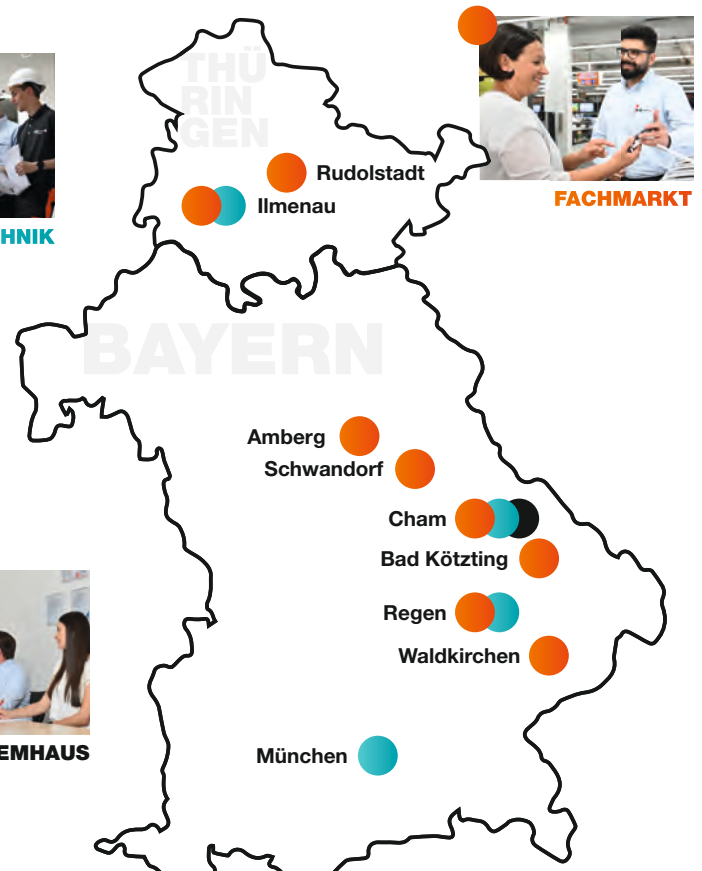 THÜ
RIN
GEN
Rudolstadt
Ilmenau
FACHMARKT
HNIK
BAYERN
Amberg
Schwandorf
Cham
Bad Kötzting
Regen
Waldkirchen
EMHAUS
München